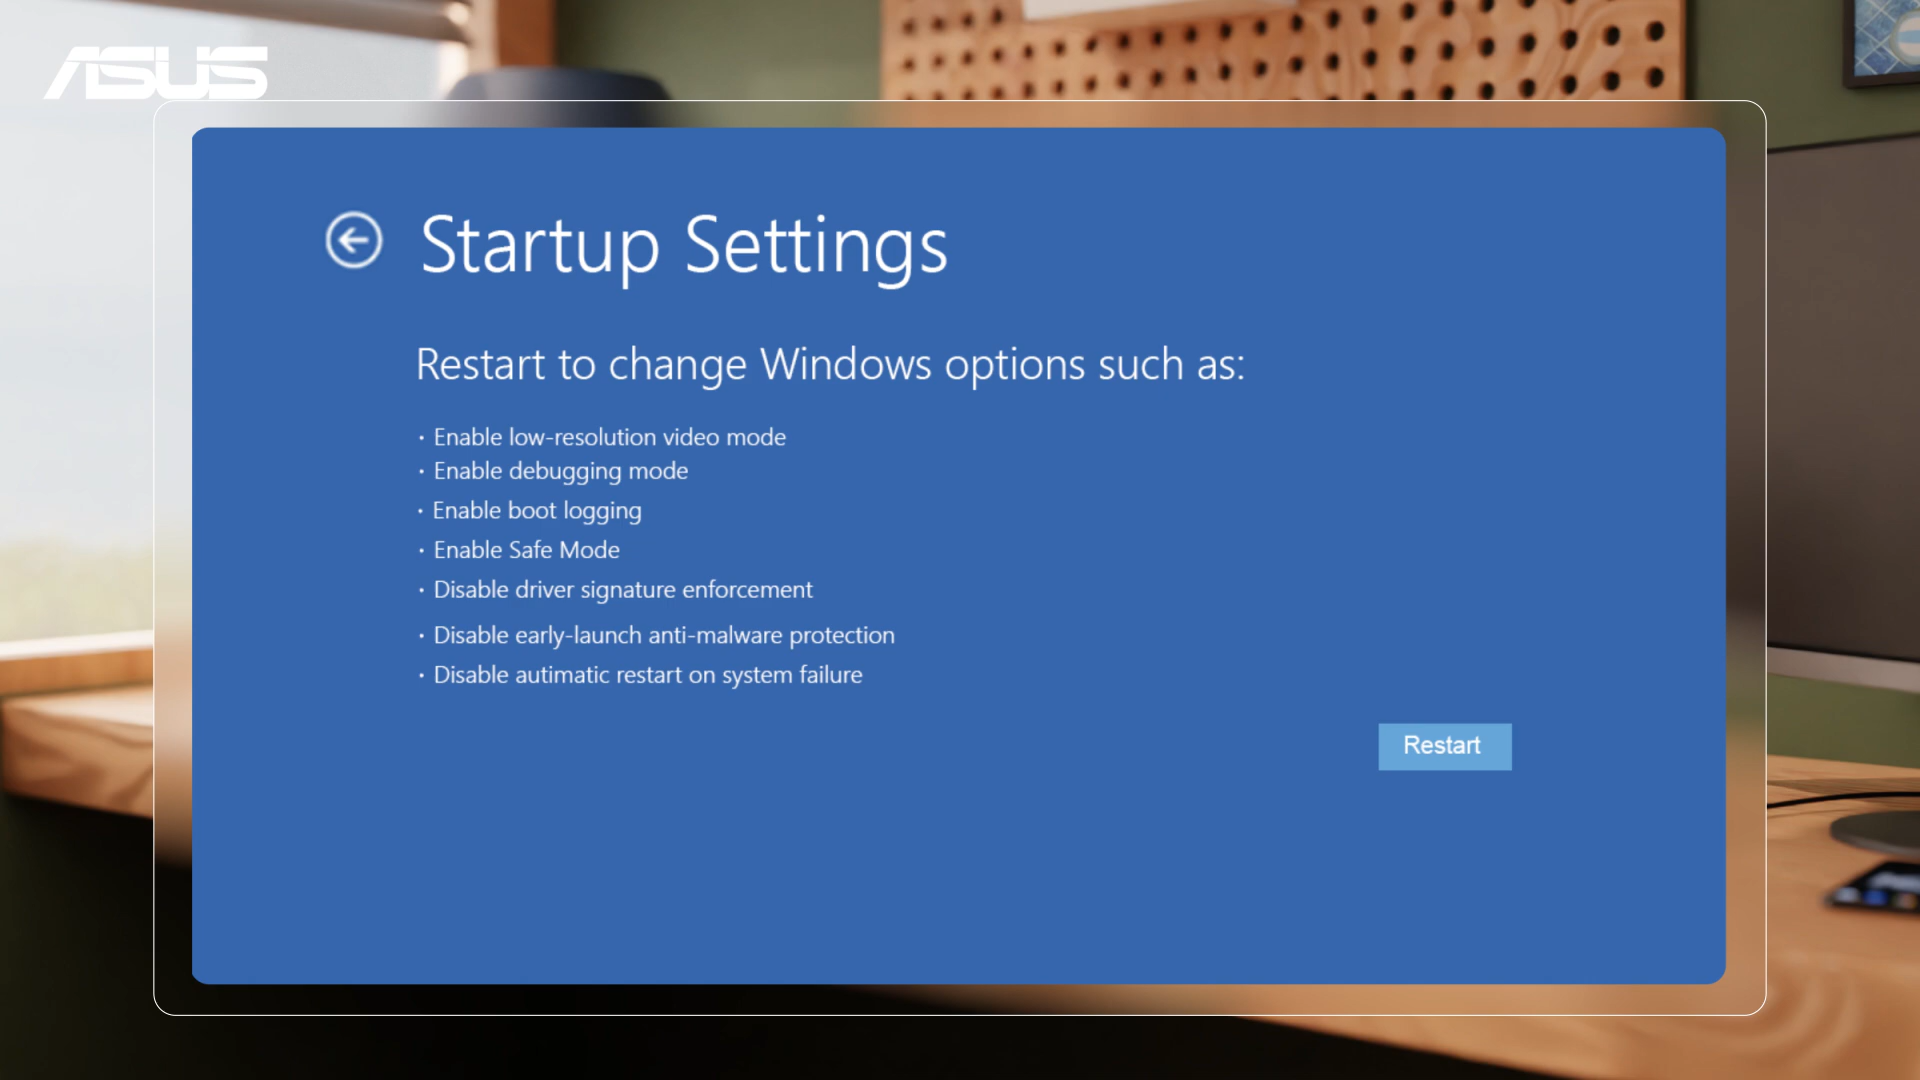 ASUS
Startup Settings
Restart to change Windows options such as:
· Enable low-resolution video mode
· Enable debugging mode
· Enable boot logging
· Enable Safe Mode
· Disable driver signature enforcement
· Disable early-launch anti-malware protection
· Disable autimatic restart on system failure
Restart